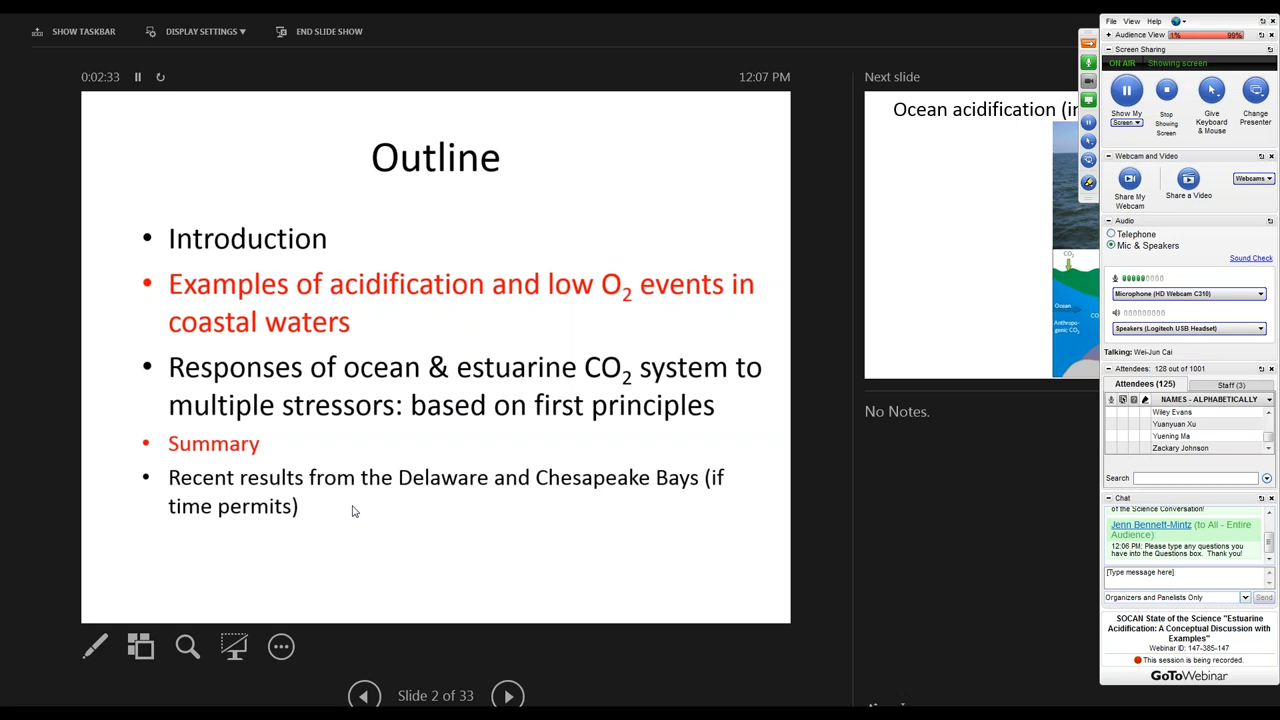 SHOW TASKBAR
DISPLAY SETTINGS
END SLIDE SHOW
0:02:33
12:07 PM
Outline
• Introduction
• Examples of acidification and low O₂ events in
coastal waters
• Responses of ocean & estuarine CO₂ system to
multiple stressors: based on first principles
• Summary
• Recent results from the Delaware and Chesapeake Bays (if
time permits)
Slide 2 of 33
Next slide
Ocean acidification (in
CO₂
Ocean
Anthropo-
genic CO₂
No Notes.
File View Help
Audience View 1% 99%
Screen Sharing
ON AIR Showing screen
Show My
Screen
Stop
Showing
Screen
Give
Keyboard
& Mouse
Change
Presenter
Webcam and Video
Share My
Webcam
Share a Video
Webcams
Audio
Telephone
Mic & Speakers
Sound Check
Microphone (HD Webcam C310)
Speakers (Logitech USB Headset)
Talking: Wei-Jun Cai
Attendees: 128 out of 1001
Attendees (125)
Staff (3)
NAMES - ALPHABETICALLY
Wiley Evans
Yuanyuan Xu
Yuening Ma
Zackary Johnson
Search
Chat
of the Science Conversation!
Jenn Bennett-Mintz (to All - Entire
Audience):
12:06 PM: Please type any questions you
have into the Questions box. Thank you!
[Type message here]
Organizers and Panelists Only
Send
SOCAN State of the Science "Estuarine
Acidification: A Conceptual Discussion with
Examples"
Webinar ID: 147-385-147
This session is being recorded.
GoToWebinar